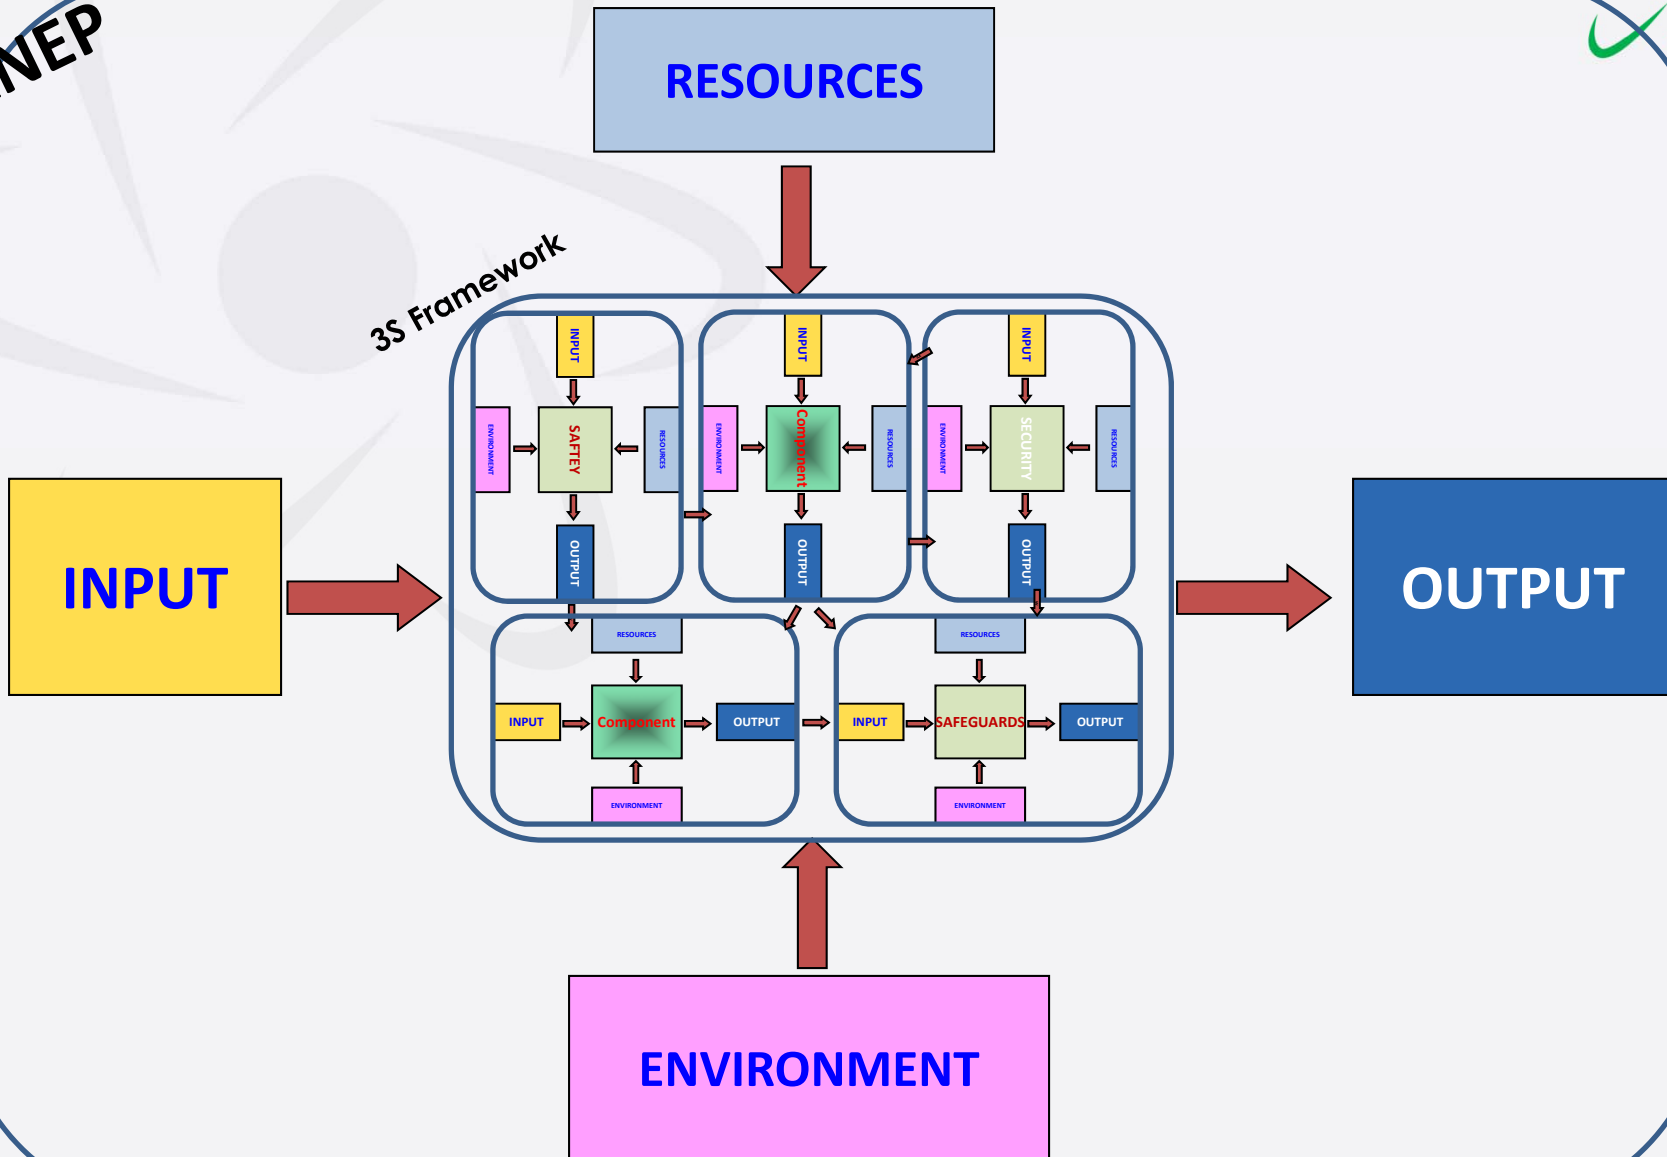 NEP
RESOURCES
3S Framework
INPUT
INPUT
INPUT
ENVIRONMENT
SAFTEY
RESOURCES
ENVIRONMENT
Component
RESOURCES
ENVIRONMENT
SECURITY
RESOURCES
OUTPUT
OUTPUT
OUTPUT
INPUT
OUTPUT
RESOURCES
RESOURCES
INPUT
Component
OUTPUT
INPUT
SAFEGUARDS
OUTPUT
ENVIRONMENT
ENVIRONMENT
ENVIRONMENT